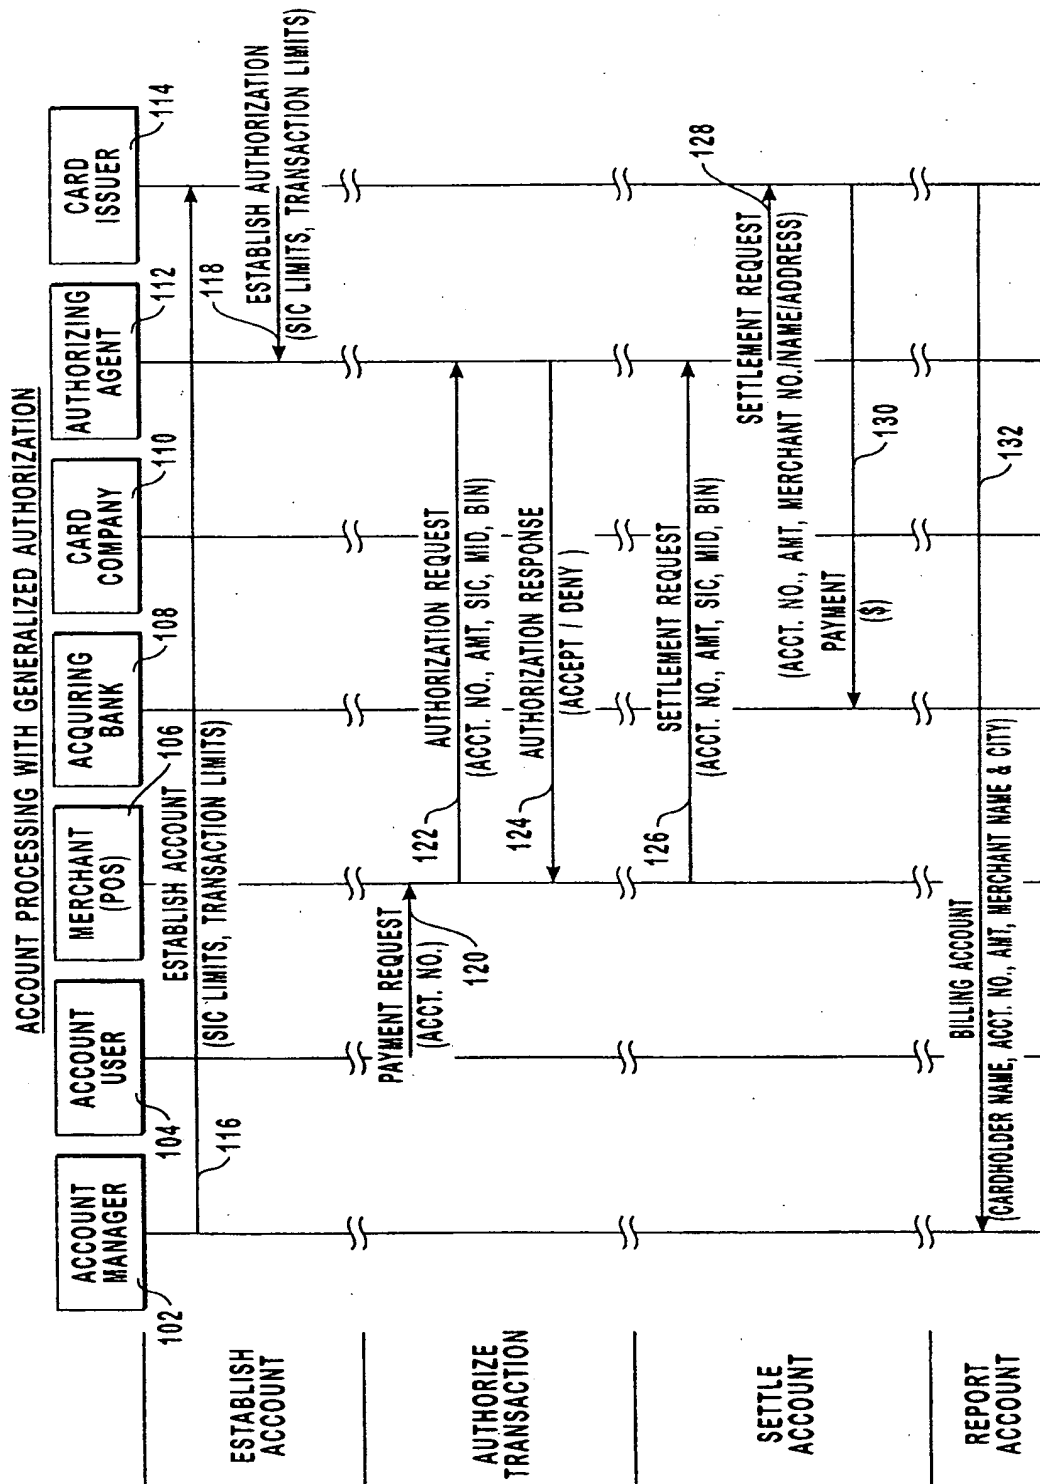 ACCOUNT PROCESSING WITH GENERALIZED AUTHORIZATION
ACCOUNT
MANAGER
102
ACCOUNT
USER
104
MERCHANT
(POS)
106
ACQUIRING
BANK
108
CARD
COMPANY
110
AUTHORIZING
AGENT
112
CARD
ISSUER
114
ESTABLISH
ACCOUNT
116
ESTABLISH ACCOUNT
(SIC LIMITS, TRANSACTION LIMITS)
118
ESTABLISH AUTHORIZATION
(SIC LIMITS, TRANSACTION LIMITS)
AUTHORIZE
TRANSACTION
PAYMENT REQUEST
(ACCT. NO.)
120
122
AUTHORIZATION REQUEST
(ACCT. NO., AMT, SIC, MID, BIN)
124
AUTHORIZATION RESPONSE
(ACCEPT / DENY )
SETTLE
ACCOUNT
126
SETTLEMENT REQUEST
(ACCT. NO., AMT, SIC, MID, BIN)
128
SETTLEMENT REQUEST
(ACCT. NO., AMT, MERCHANT NO./NAME/ADDRESS)
PAYMENT
($)
130
REPORT
ACCOUNT
BILLING ACCOUNT
(CARDHOLDER NAME, ACCT. NO., AMT, MERCHANT NAME & CITY)
132